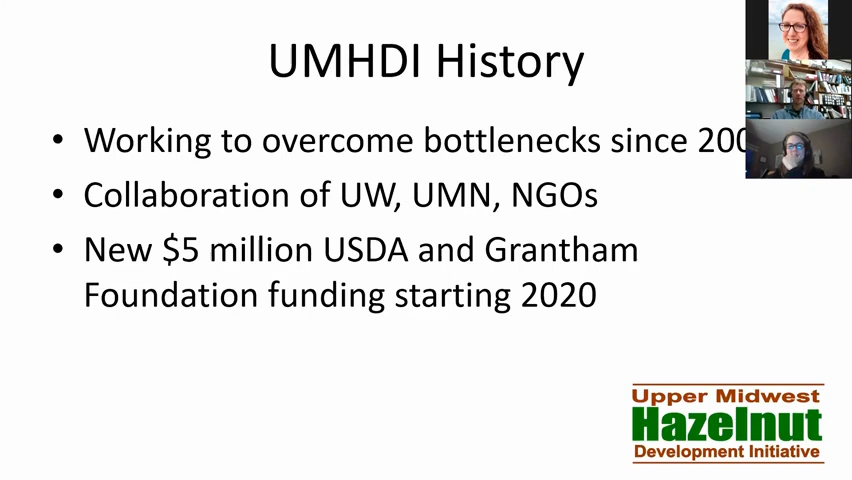 UMHDI History
• Working to overcome bottlenecks since 200
• Collaboration of UW, UMN, NGOs
• New $5 million USDA and Grantham
Foundation funding starting 2020
Upper Midwest
Hazelnut
Development Initiative